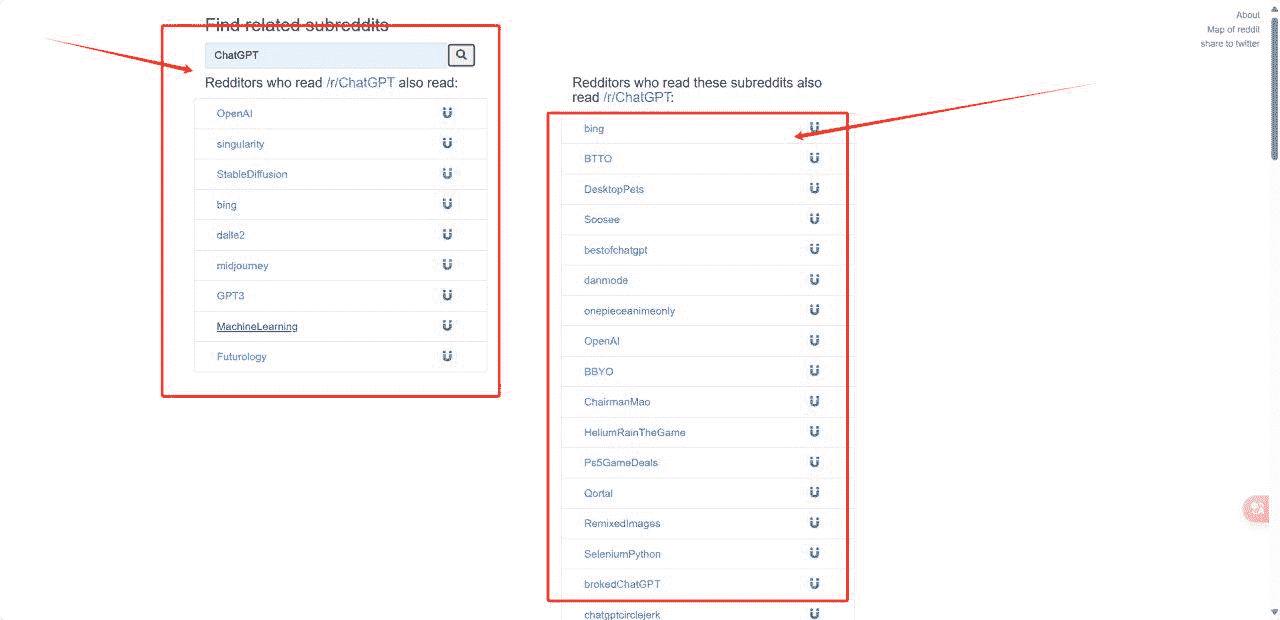 Find related subreddits
ChatGPT
Redditors who read /r/ChatGPT also read:
OpenAI
singularity
StableDiffusion
bing
dalle2
midjourney
GPT3
MachineLearning
Futurology
Redditors who read these subreddits also
read /r/ChatGPT:
bing
BTTO
DesktopPets
Soosee
bestofchatgpt
danmode
onepieceanimeonly
OpenAI
BBYO
ChairmanMao
HeliumRainTheGame
Ps5GameDeals
Qortal
RemixedImages
SeleniumPython
brokedChatGPT
chatgptcirclejerk
About
Map of reddit
share to twitter